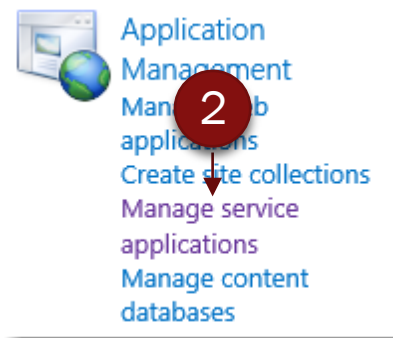 Application
Management
2
applications
Create site collections
Manage service
applications
Manage content
databases